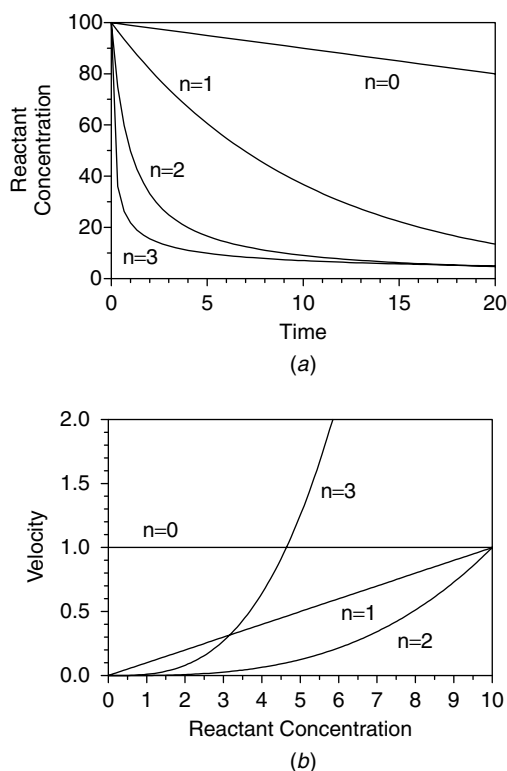 100
80
60
40
20
0
Reactant
Concentration
n=0
n=1
n=2
n=3
0 5 10 15 20
Time
(a)
2.0
1.5
1.0
0.5
0.0
Velocity
n=3
n=0
n=1
n=2
0 1 2 3 4 5 6 7 8 9 10
Reactant Concentration
(b)